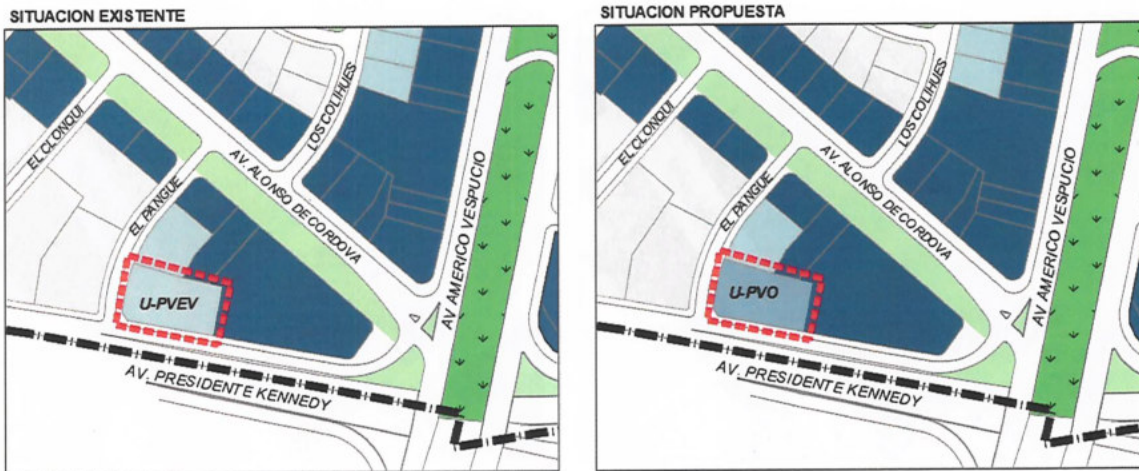 SITUACION EXISTENTE
EL CLONQUI
EL PANGUE
AV. ALONSO DE CORDOVA
LOS COLIHUES
AV AMERICO VESPUCIO
U-PVEV
AV. PRESIDENTE KENNEDY
SITUACION PROPUESTA
EL CLONQUI
EL PANGUE
AV. ALONSO DE CORDOVA
LOS COLIHUES
AV AMERICO VESPUCIO
U-PVO
AV. PRESIDENTE KENNEDY